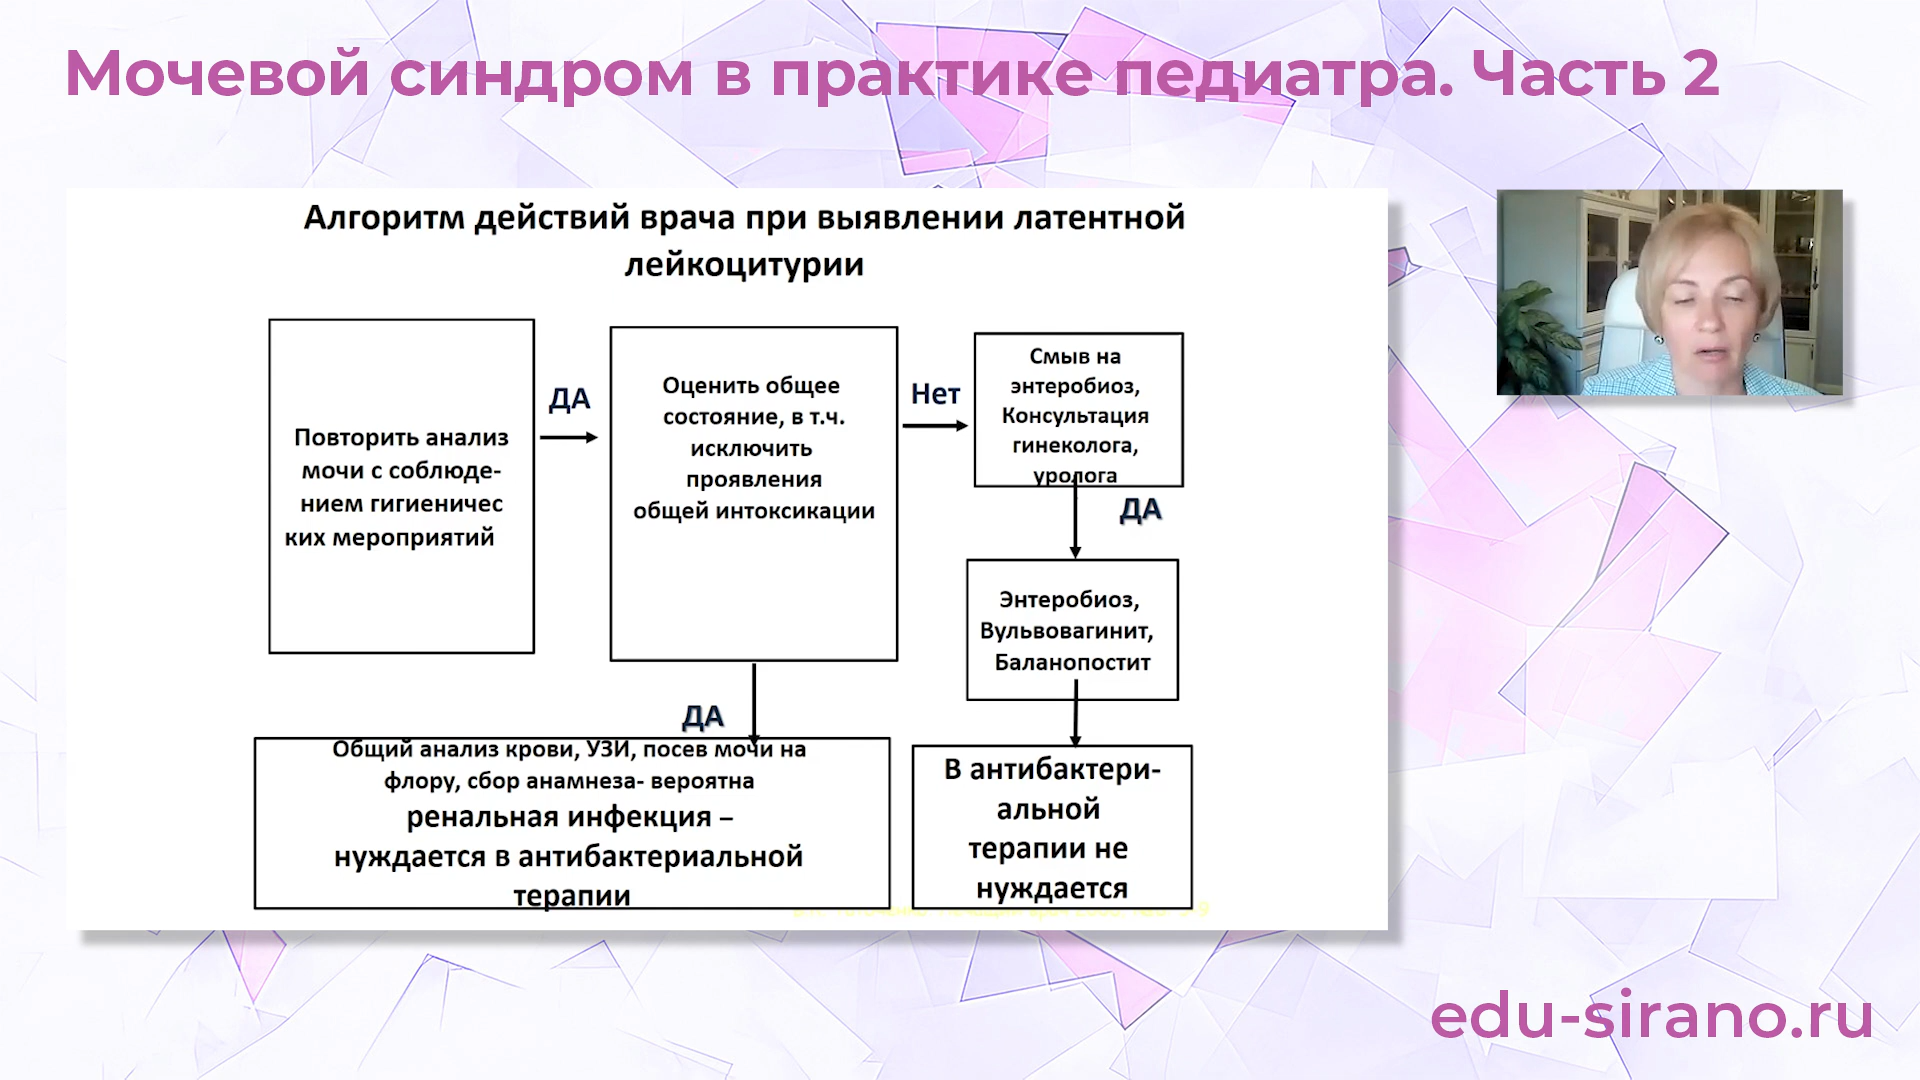 Мочевой синдром в практике педиатра. Часть 2
Алгоритм действий врача при выявлении латентной
лейкоцитурии
Повторить анализ
мочи с соблюде-
нием гигиеничес
ких мероприятий
ДА
Оценить общее
состояние, в т.ч.
исключить
проявления
общей интоксикации
Нет
Смыв на
энтеробиоз,
Консультация
гинеколога,
уролога
ДА
Энтеробиоз,
Вульвовагинит,
Баланопостит
ДА
Общий анализ крови, УЗИ, посев мочи на
флору, сбор анамнеза- вероятна
ренальная инфекция –
нуждается в антибактериальной
терапии
В антибактери-
альной
терапии не
нуждается
edu-sirano.ru